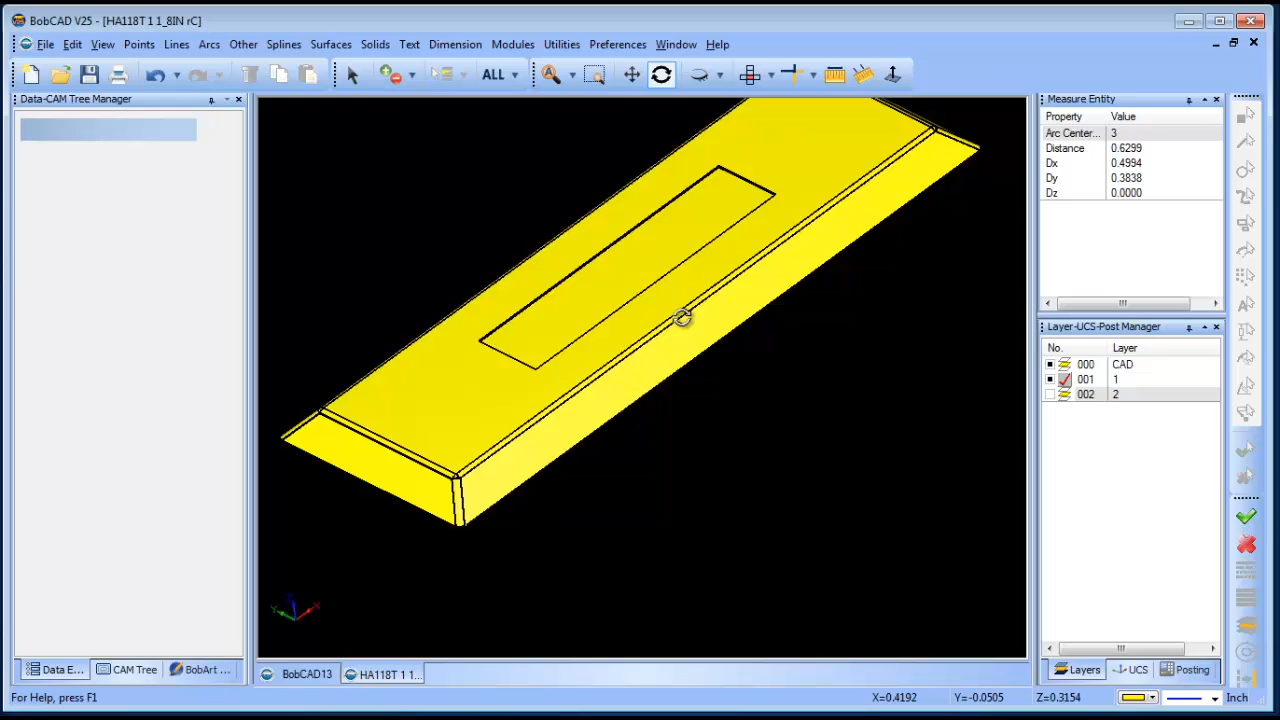 BobCAD V25 - [HA118T 1 1_8IN rC]
File Edit View Points Lines Arcs Other Splines Surfaces Solids Text Dimension Modules Utilities Preferences Window Help
ALL
Data-CAM Tree Manager
Measure Entity
Property Value
Arc Center... 3
Distance 0.6299
Dx 0.4994
Dy 0.3838
Dz 0.0000
Layer-UCS-Post Manager
No. Layer
000 CAD
001 1
002 2
Y Z X
Data E... CAM Tree BobArt ...
BobCAD13 HA118T 1 1...
Layers UCS Posting
For Help, press F1
X=0.4192 Y=-0.0505 Z=0.3154 Inch